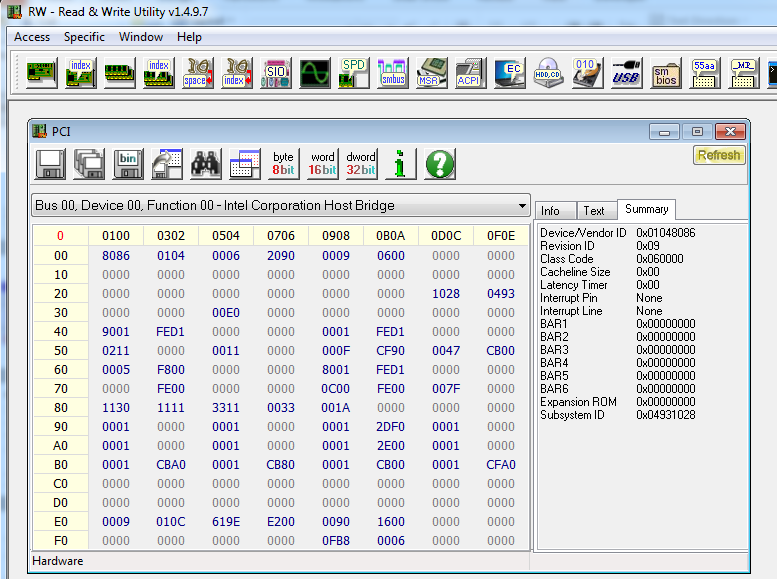 RW - Read & Write Utility v1.4.9.7
Access Specific Window Help
index index space index SIO SPD smbus MSR ACPI EC HDD,CD 010 USB sm bios 55aa
PCI
bin byte 8bit word 16bit dword 32bit i ?
Refresh
Bus 00, Device 00, Function 00 - Intel Corporation Host Bridge
Info Text Summary
0 0100 0302 0504 0706 0908 0B0A 0D0C 0F0E
00 8086 0104 0006 2090 0009 0600 0000 0000
10 0000 0000 0000 0000 0000 0000 0000 0000
20 0000 0000 0000 0000 0000 0000 1028 0493
30 0000 0000 00E0 0000 0000 0000 0000 0000
40 9001 FED1 0000 0000 0001 FED1 0000 0000
50 0211 0000 0011 0000 000F CF90 0047 CB00
60 0005 F800 0000 0000 8001 FED1 0000 0000
70 0000 FE00 0000 0000 0C00 FE00 007F 0000
80 1130 1111 3311 0033 001A 0000 0000 0000
90 0001 0000 0001 0000 0001 2DF0 0001 0000
A0 0001 0000 0001 0000 0001 2E00 0001 0000
B0 0001 CBA0 0001 CB80 0001 CB00 0001 CFA0
C0 0000 0000 0000 0000 0000 0000 0000 0000
D0 0000 0000 0000 0000 0000 0000 0000 0000
E0 0009 010C 619E E200 0090 1600 0000 0000
F0 0000 0000 0000 0000 0FB8 0006 0000 0000
Device/Vendor ID 0x01048086
Revision ID 0x09
Class Code 0x060000
Cacheline Size 0x00
Latency Timer 0x00
Interrupt Pin None
Interrupt Line None
BAR1 0x00000000
BAR2 0x00000000
BAR3 0x00000000
BAR4 0x00000000
BAR5 0x00000000
BAR6 0x00000000
Expansion ROM 0x00000000
Subsystem ID 0x04931028
Hardware